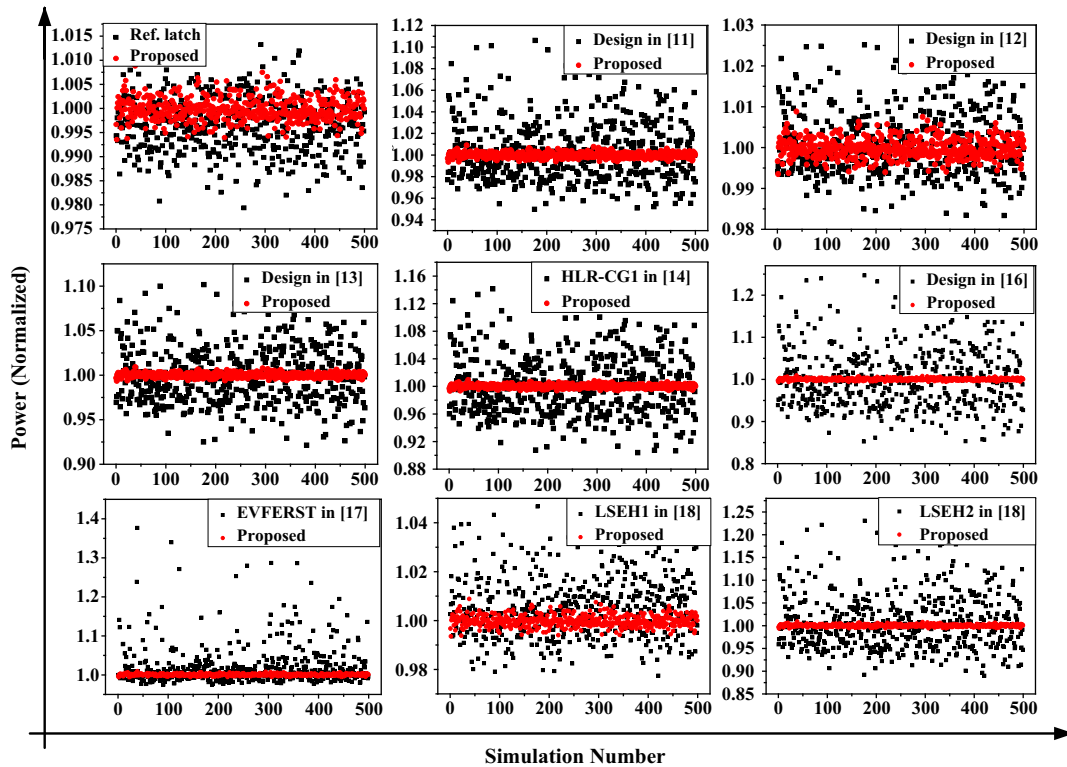 Ref. latch
Proposed
1.015
1.010
1.005
1.000
0.995
0.990
0.985
0.980
0.975
0 100 200 300 400 500
Design in [11]
Proposed
1.12
1.10
1.08
1.06
1.04
1.02
1.00
0.98
0.96
0.94
0 100 200 300 400 500
Design in [12]
Proposed
1.03
1.02
1.01
1.00
0.99
0.98
0 100 200 300 400 500
Design in [13]
Proposed
1.10
1.05
1.00
0.95
0.90
0 100 200 300 400 500
HLR-CG1 in [14]
Proposed
1.16
1.12
1.08
1.04
1.00
0.96
0.92
0.88
0 100 200 300 400 500
Design in [16]
Proposed
1.2
1.1
1.0
0.9
0.8
0 100 200 300 400 500
EVFERST in [17]
Proposed
1.4
1.3
1.2
1.1
1.0
0 100 200 300 400 500
LSEH1 in [18]
Proposed
1.04
1.02
1.00
0.98
0 100 200 300 400 500
LSEH2 in [18]
Proposed
1.25
1.20
1.15
1.10
1.05
1.00
0.95
0.90
0.85
0 100 200 300 400 500
Power (Normalized)
Simulation Number